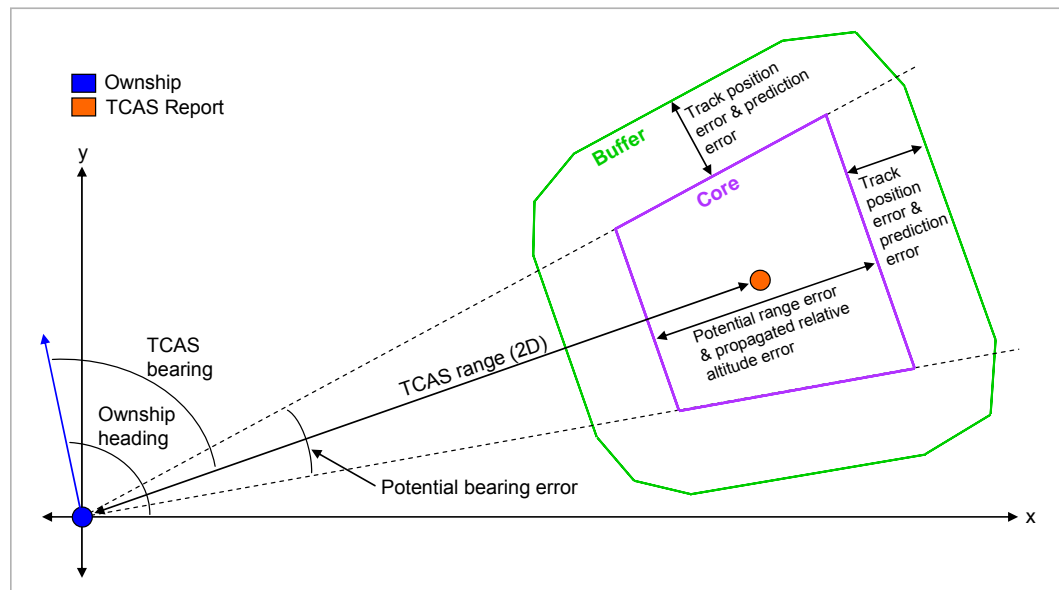 Ownship
TCAS Report
y
TCAS
bearing
Ownship
heading
TCAS range (2D)
Potential bearing error
x
Buffer
Core
Track position
error & prediction
error
Track
position
error &
prediction
error
Potential range error
& propagated relative
altitude error